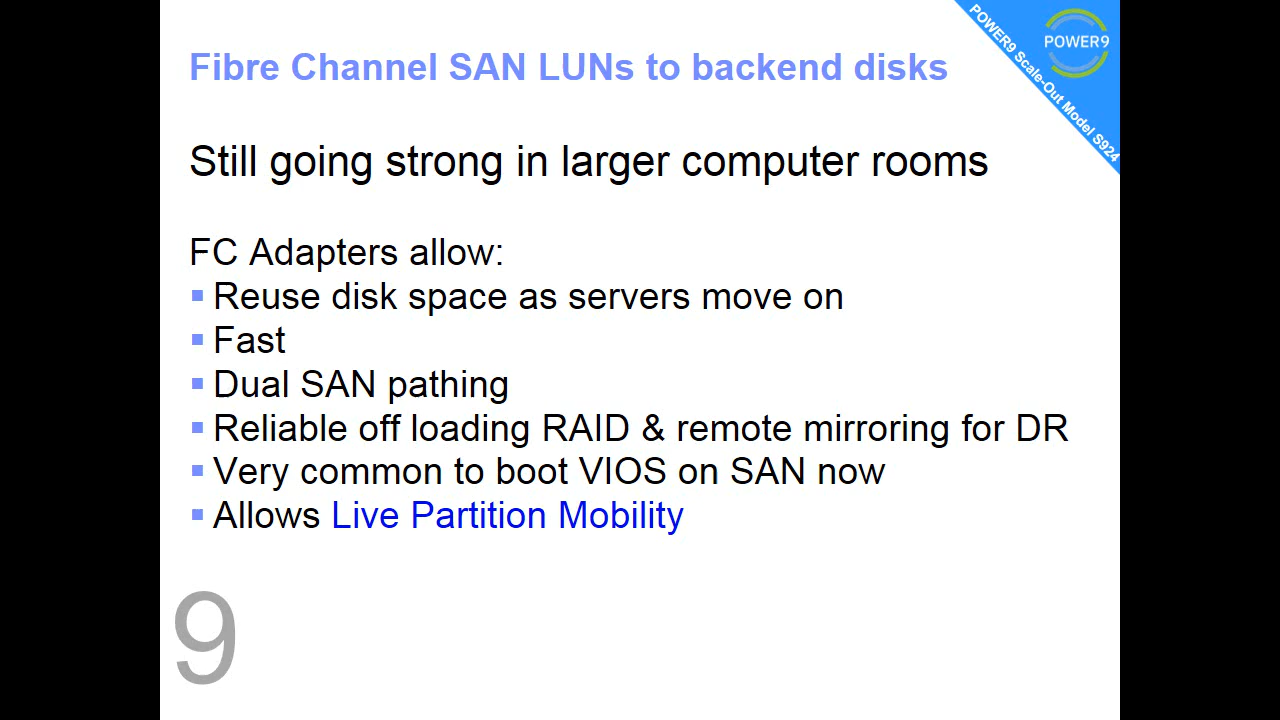 Fibre Channel SAN LUNs to backend disks
POWER9
POWER9 Scale-Out Model S924
Still going strong in larger computer rooms
FC Adapters allow:
▪ Reuse disk space as servers move on
▪ Fast
▪ Dual SAN pathing
▪ Reliable off loading RAID & remote mirroring for DR
▪ Very common to boot VIOS on SAN now
▪ Allows Live Partition Mobility
9